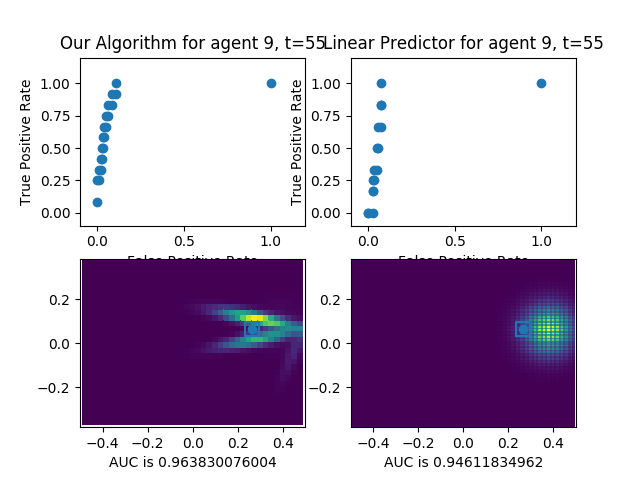 Our Algorithm for agent 9, t=55
Linear Predictor for agent 9, t=55
True Positive Rate
1.00
0.75
0.50
0.25
0.00
0.0 0.5 1.0
False Positive Rate
True Positive Rate
1.00
0.75
0.50
0.25
0.00
0.0 0.5 1.0
False Positive Rate
0.2
0.0
−0.2
−0.4 −0.2 0.0 0.2 0.4
AUC is 0.963830076004
0.2
0.0
−0.2
−0.4 −0.2 0.0 0.2 0.4
AUC is 0.94611834962